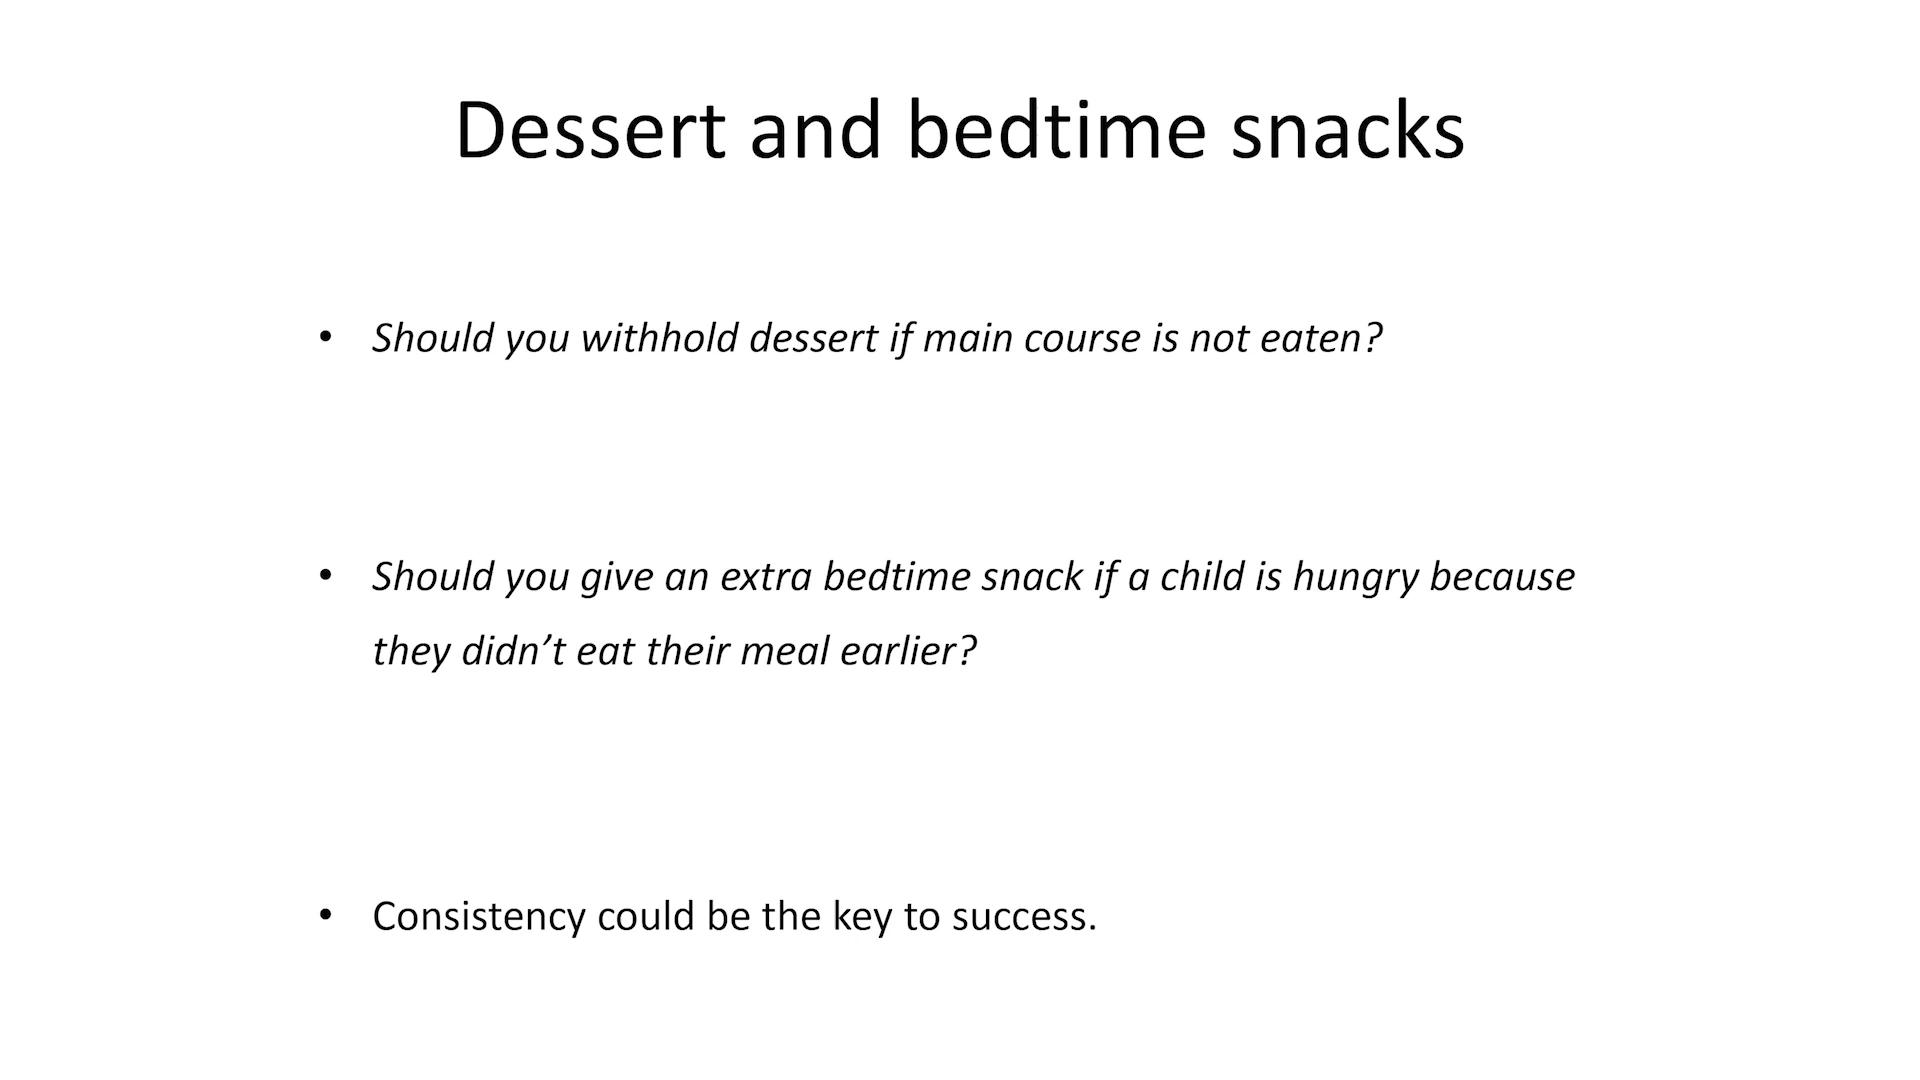 Dessert and bedtime snacks
• Should you withhold dessert if main course is not eaten?
• Should you give an extra bedtime snack if a child is hungry because
they didn’t eat their meal earlier?
• Consistency could be the key to success.